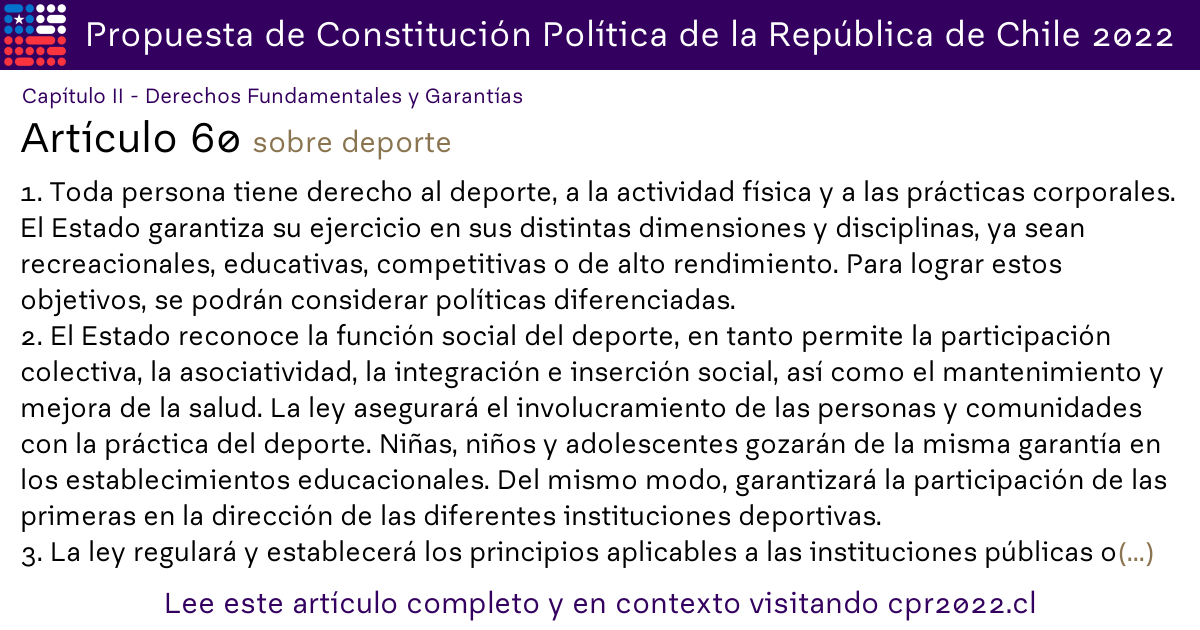 Propuesta de Constitución Política de la República de Chile 2022
Capítulo II - Derechos Fundamentales y Garantías
Artículo 60 sobre deporte
1. Toda persona tiene derecho al deporte, a la actividad física y a las prácticas corporales.
El Estado garantiza su ejercicio en sus distintas dimensiones y disciplinas, ya sean
recreacionales, educativas, competitivas o de alto rendimiento. Para lograr estos
objetivos, se podrán considerar políticas diferenciadas.
2. El Estado reconoce la función social del deporte, en tanto permite la participación
colectiva, la asociatividad, la integración e inserción social, así como el mantenimiento y
mejora de la salud. La ley asegurará el involucramiento de las personas y comunidades
con la práctica del deporte. Niñas, niños y adolescentes gozarán de la misma garantía en
los establecimientos educacionales. Del mismo modo, garantizará la participación de las
primeras en la dirección de las diferentes instituciones deportivas.
3. La ley regulará y establecerá los principios aplicables a las instituciones públicas o(...)
Lee este artículo completo y en contexto visitando cpr2022.cl